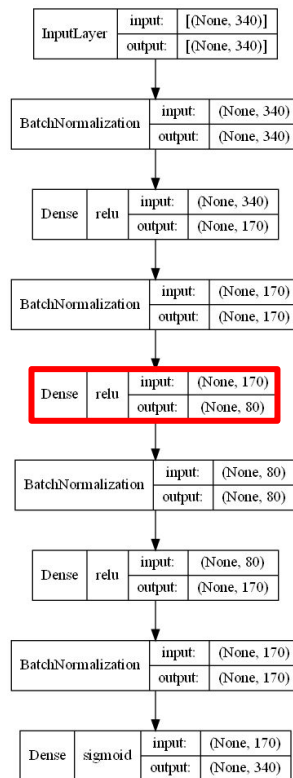 InputLayer input: [(None, 340)]
output: [(None, 340)]
BatchNormalization input: (None, 340)
output: (None, 340)
Dense relu input: (None, 340)
output: (None, 170)
BatchNormalization input: (None, 170)
output: (None, 170)
Dense relu input: (None, 170)
output: (None, 80)
BatchNormalization input: (None, 80)
output: (None, 80)
Dense relu input: (None, 80)
output: (None, 170)
BatchNormalization input: (None, 170)
output: (None, 170)
Dense sigmoid input: (None, 170)
output: (None, 340)